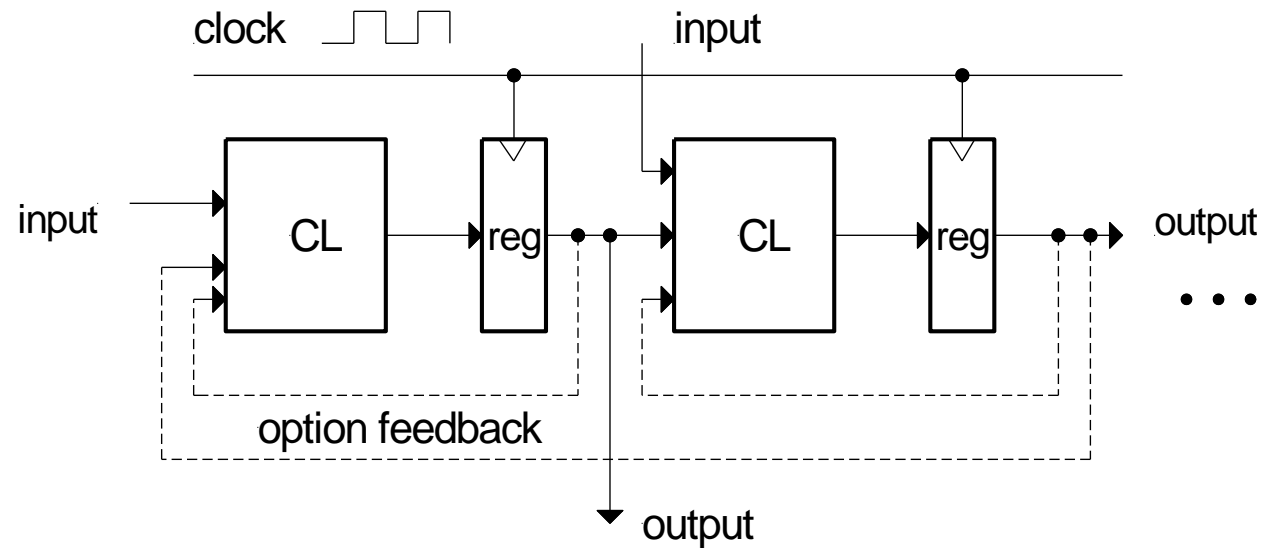 clock
input
input
CL
reg
CL
reg
output
option feedback
output